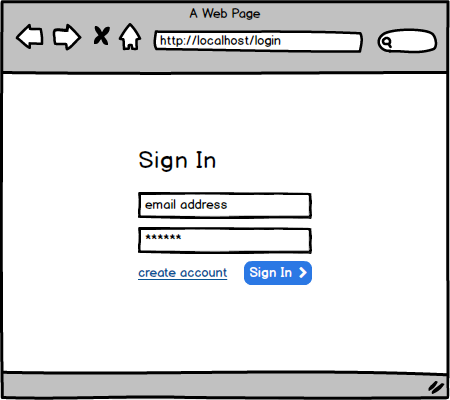 A Web Page
http://localhost/login
Sign In
email address
******
create account
Sign In